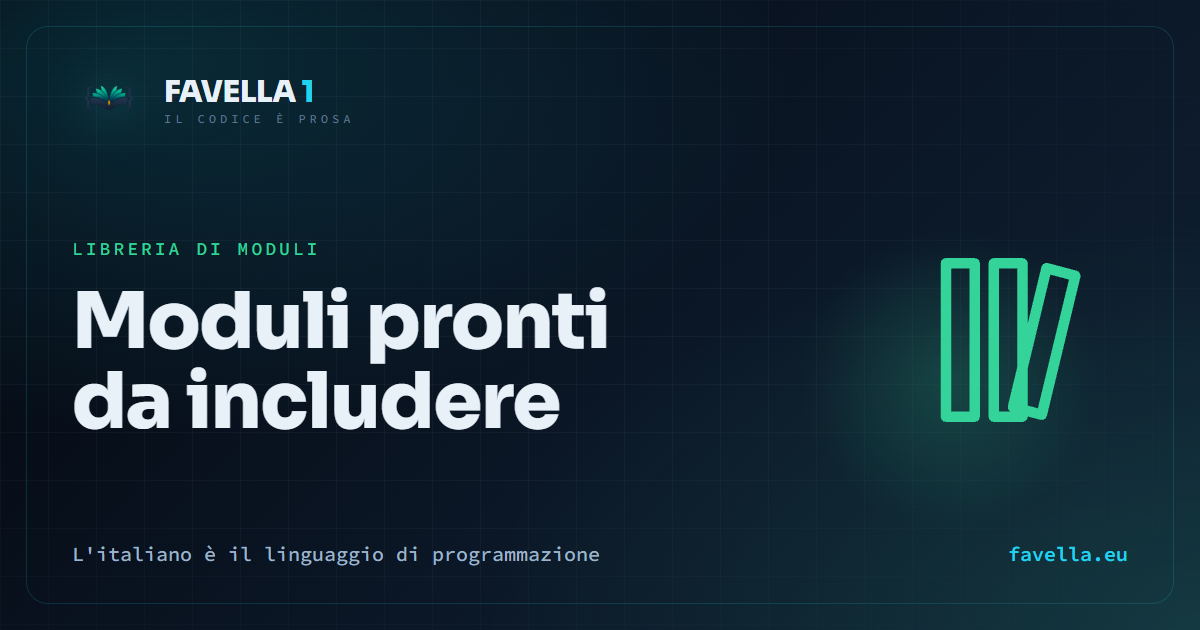 FAVELLA 1
IL CODICE È PROSA
LIBRERIA DI MODULI
Moduli pronti
da includere
L'italiano è il linguaggio di programmazione
favella.eu